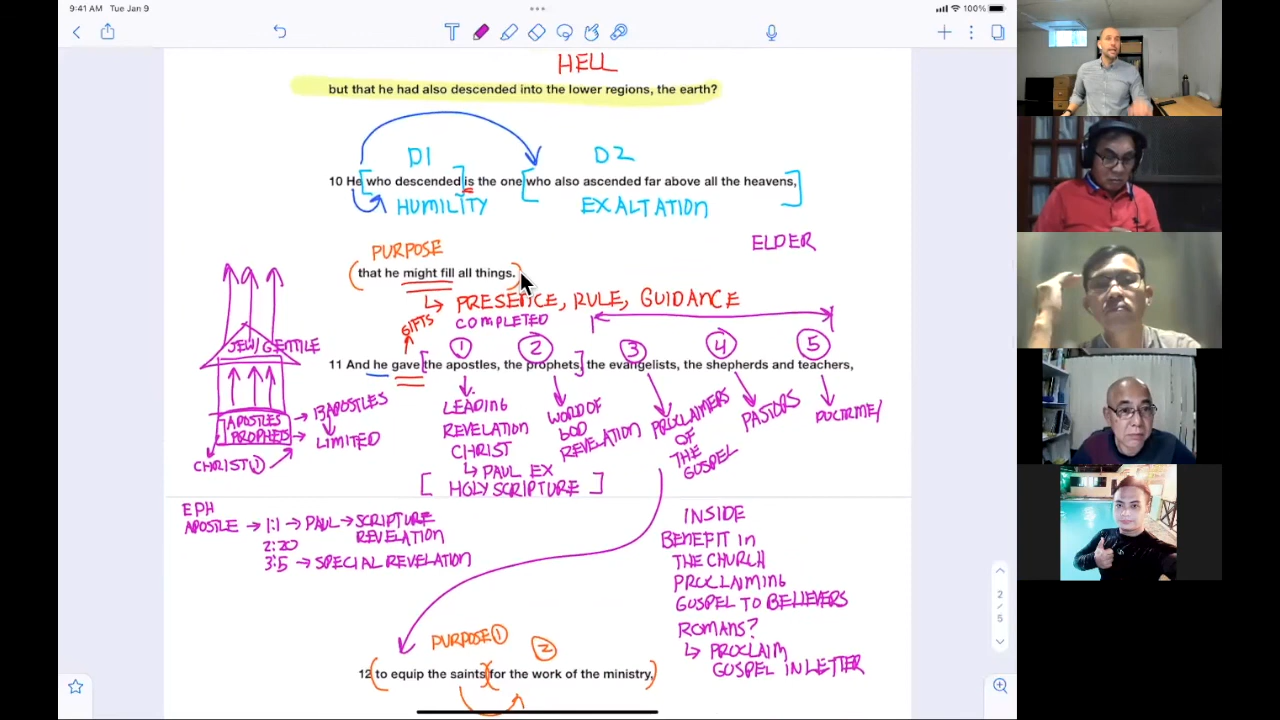 9:41 AM Tue Jan 9
100%
HELL
but that he had also descended into the lower regions, the earth?
D1
D2
10 He who descended is the one who also ascended far above all the heavens,
HUMILITY
EXALTATION
ELDER
PURPOSE
that he might fill all things.
PRESENCE, RULE, GUIDANCE
GIFTS
COMPLETED
JEW/GENTILE
1 2 3 4 5
11 And he gave the apostles, the prophets, the evangelists, the shepherds and teachers,
APOSTLES
PROPHETS
13 APOSTLES
LIMITED
CHRIST 1
LEADING
REVELATION
CHRIST
PAUL EX
HOLY SCRIPTURE
WORD OF
GOD
REVELATION
PROCLAIMERS
OF
THE
GOSPEL
PASTORS
DOCTRINE/
EPH
APOSTLE → 1:1 → PAUL → SCRIPTURE
REVELATION
2:20
3:5 → SPECIAL REVELATION
INSIDE
BENEFIT in
THE CHURCH
PROCLAIMING
GOSPEL TO BELIEVERS
ROMANS?
PROCLAIM
GOSPEL IN LETTER
PURPOSE 1
2
12 to equip the saints for the work of the ministry,
2
/
5